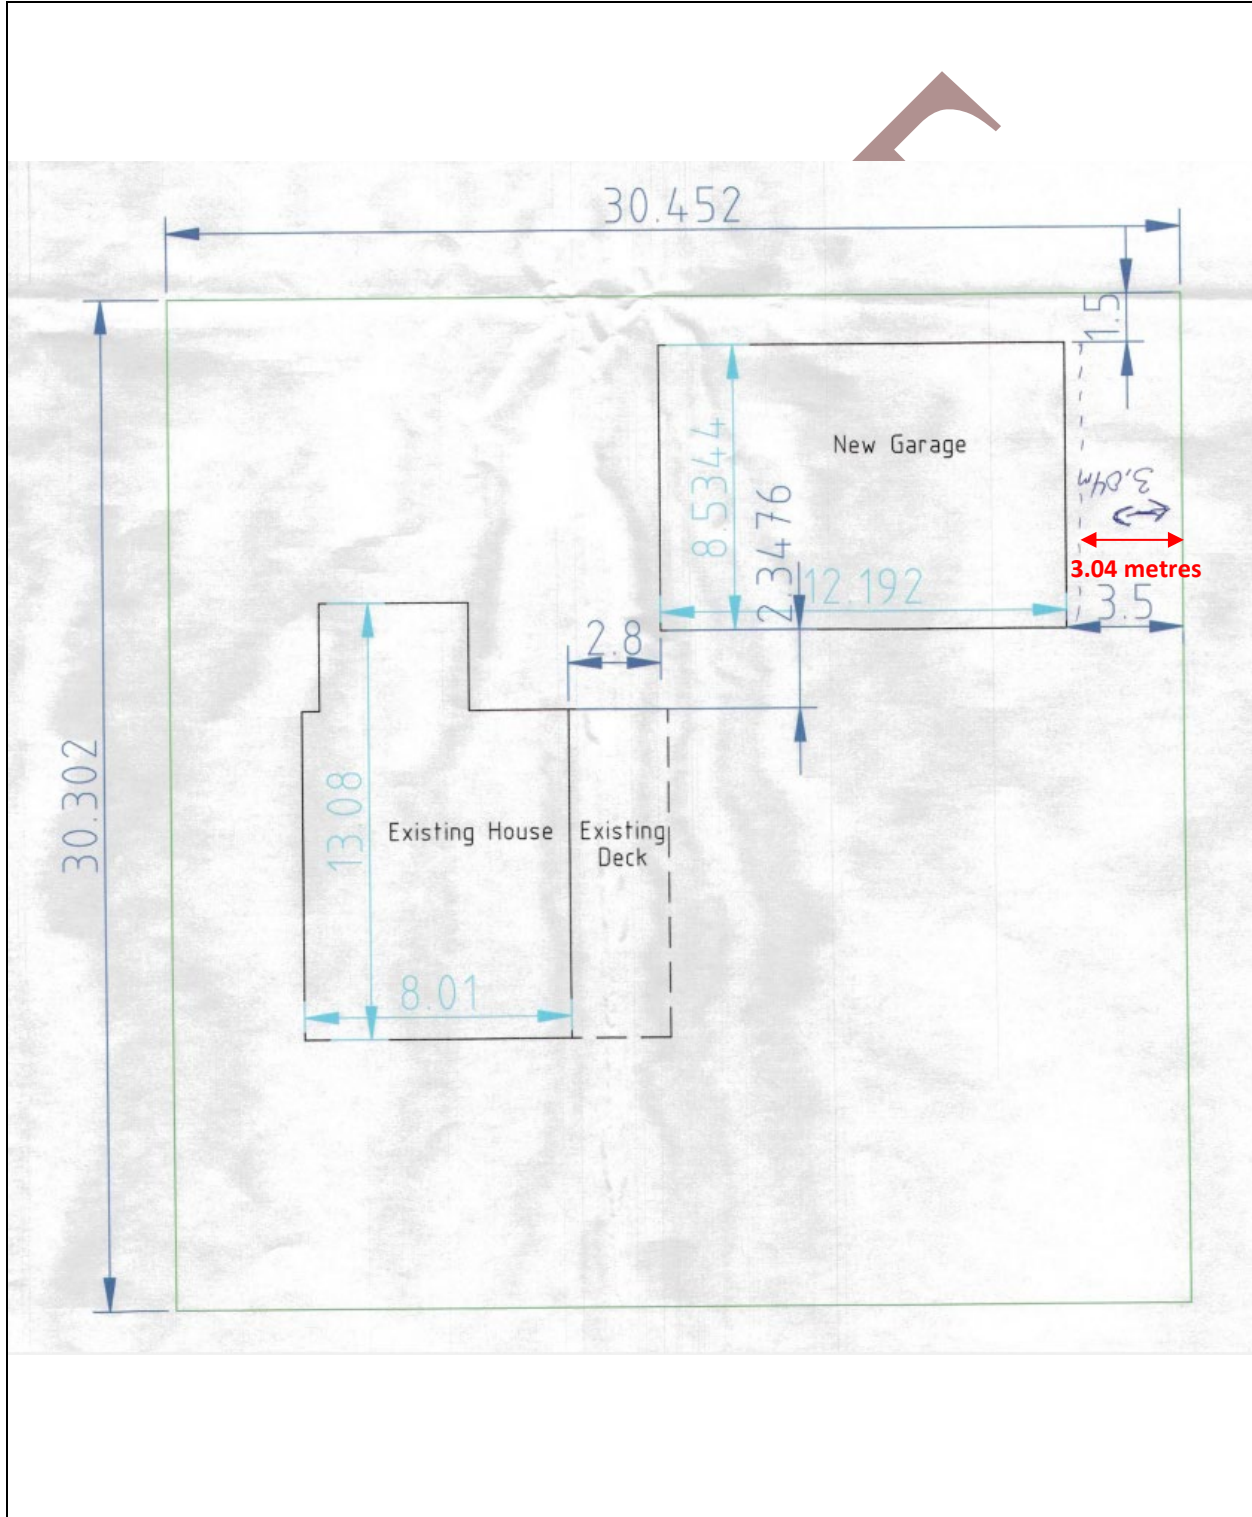 30.452
1.5
New Garage
8.5344
2.3476
3.04m
3.04 metres
12.192
3.5
2.8
30.302
13.08
Existing House
Existing
Deck
8.01